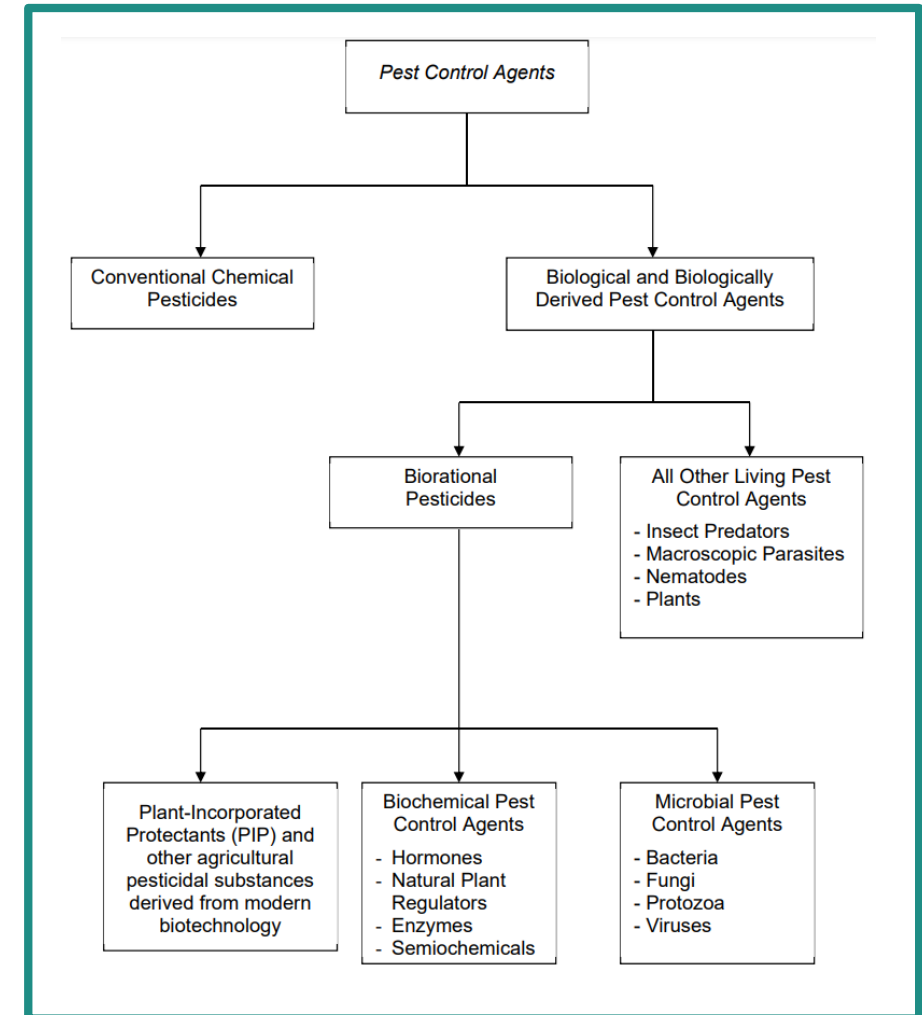 Pest Control Agents
Conventional Chemical
Pesticides
Biological and Biologically
Derived Pest Control Agents
Biorational
Pesticides
All Other Living Pest
Control Agents
- Insect Predators
- Macroscopic Parasites
- Nematodes
- Plants
Plant-Incorporated
Protectants (PIP) and
other agricultural
pesticidal substances
derived from modern
biotechnology
Biochemical Pest
Control Agents
- Hormones
- Natural Plant
Regulators
- Enzymes
- Semiochemicals
Microbial Pest
Control Agents
- Bacteria
- Fungi
- Protozoa
- Viruses